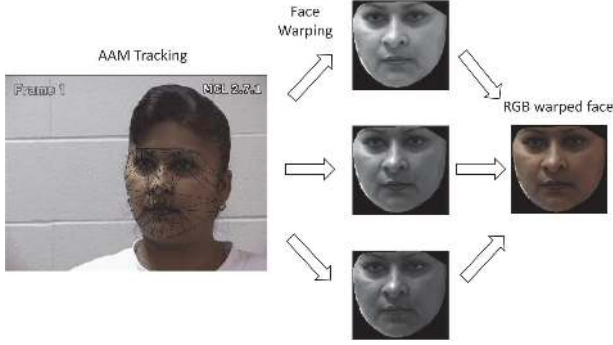 Face
Warping
AAM Tracking
Frame 1
MCL 2.7.1
RGB warped face